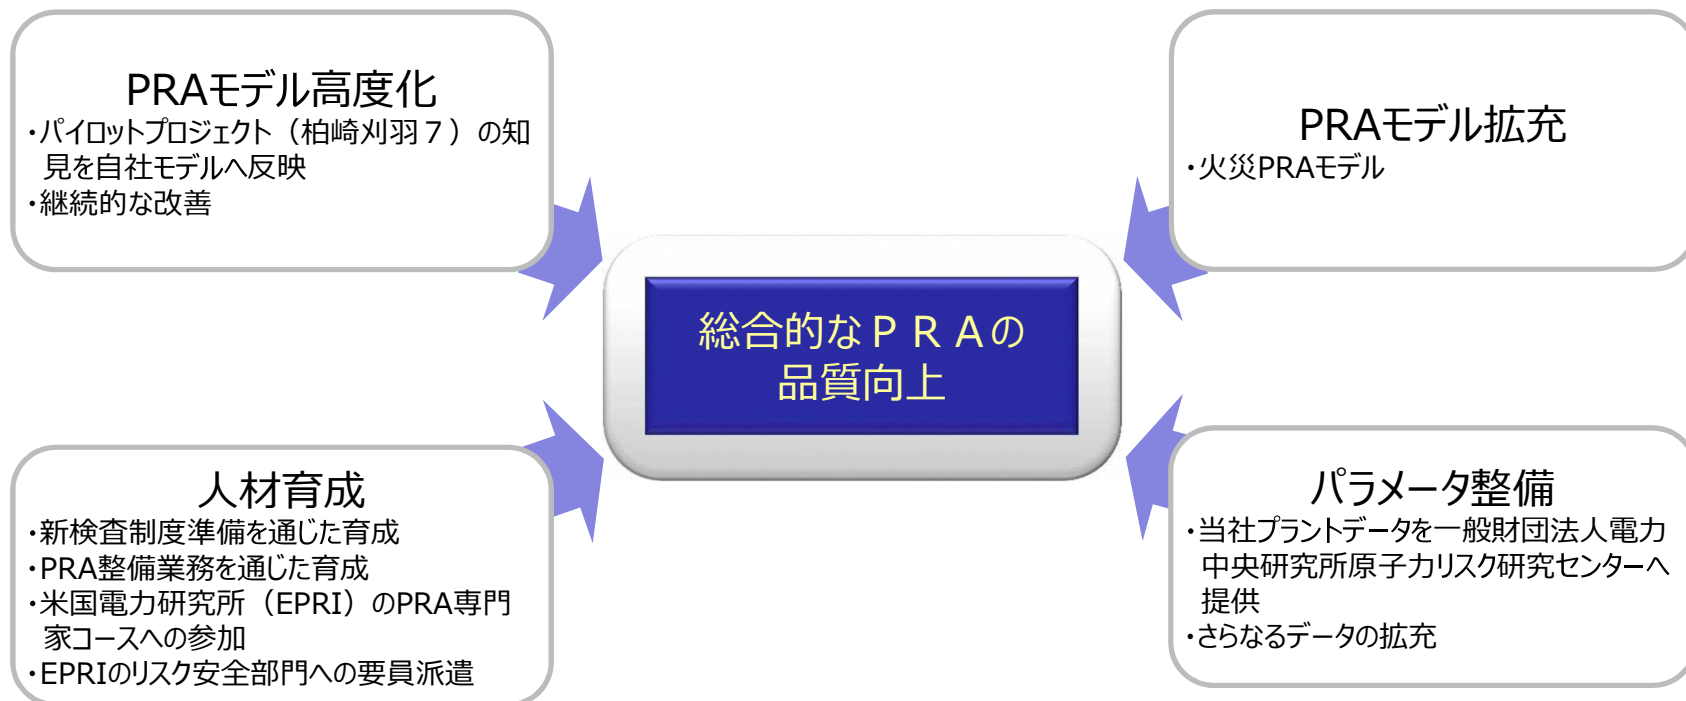 PRAモデル高度化
・パイロットプロジェクト（柏崎刈羽７）の知
見を自社モデルへ反映
・継続的な改善
PRAモデル拡充
・火災PRAモデル
総合的なＰＲＡの
品質向上
人材育成
・新検査制度準備を通じた育成
・PRA整備業務を通じた育成
・米国電力研究所（EPRI）のPRA専門
家コースへの参加
・EPRIのリスク安全部門への要員派遣
パラメータ整備
・当社プラントデータを一般財団法人電力
中央研究所原子力リスク研究センターへ
提供
・さらなるデータの拡充